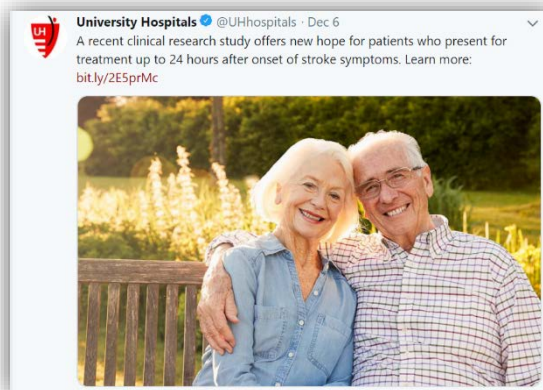 University Hospitals @UHhospitals · Dec 6
UH
A recent clinical research study offers new hope for patients who present for
treatment up to 24 hours after onset of stroke symptoms. Learn more:
bit.ly/2E5prMc